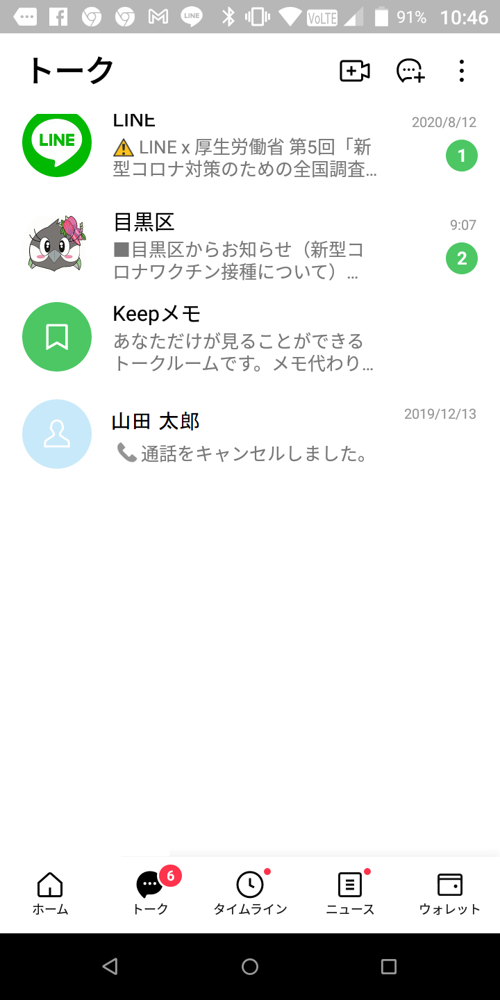 LINE
VoLTE
91%
10:46
トーク
LINE
LINE
2020/8/12
⚠ LINE x 厚生労働省 第5回「新
型コロナ対策のための全国調査...
1
目黒区
9:07
■目黒区からお知らせ（新型コ
ロナワクチン接種について）...
2
Keepメモ
あなただけが見ることができる
トークルームです。メモ代わり...
山田 太郎
2019/12/13
通話をキャンセルしました。
6
ホーム
トーク
タイムライン
ニュース
ウォレット